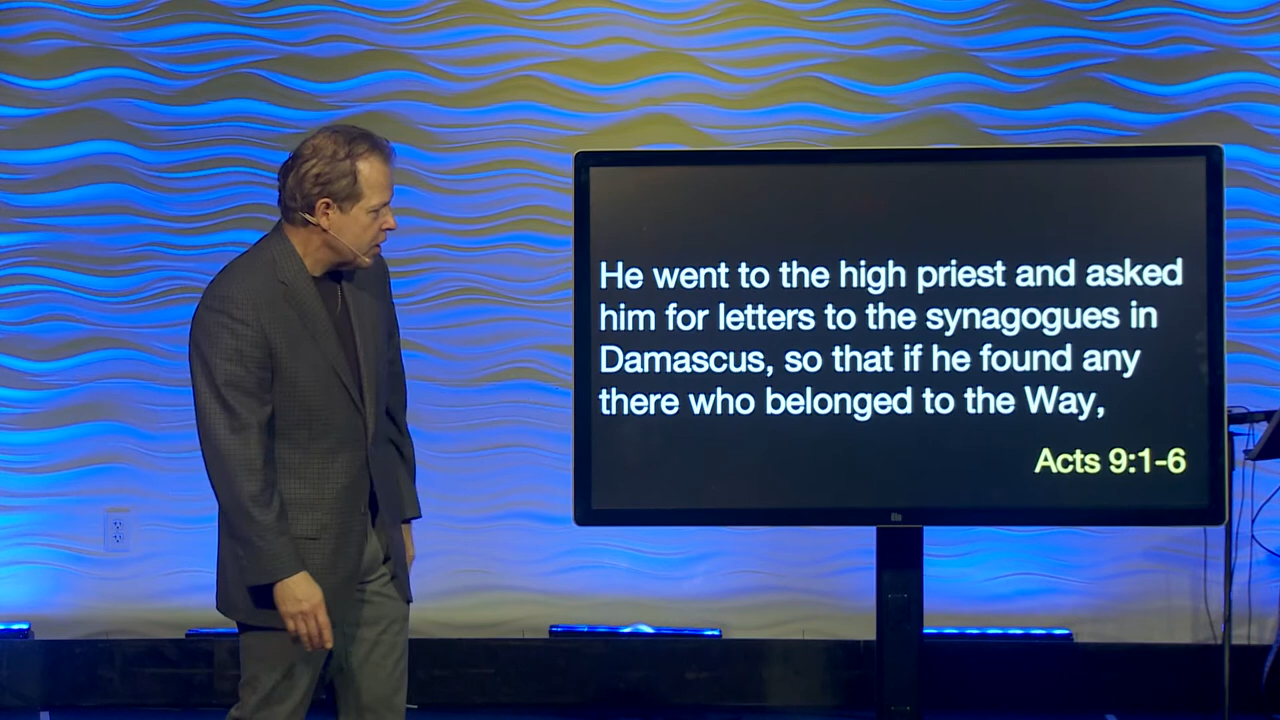 He went to the high priest and asked
him for letters to the synagogues in
Damascus, so that if he found any
there who belonged to the Way,
Acts 9:1-6